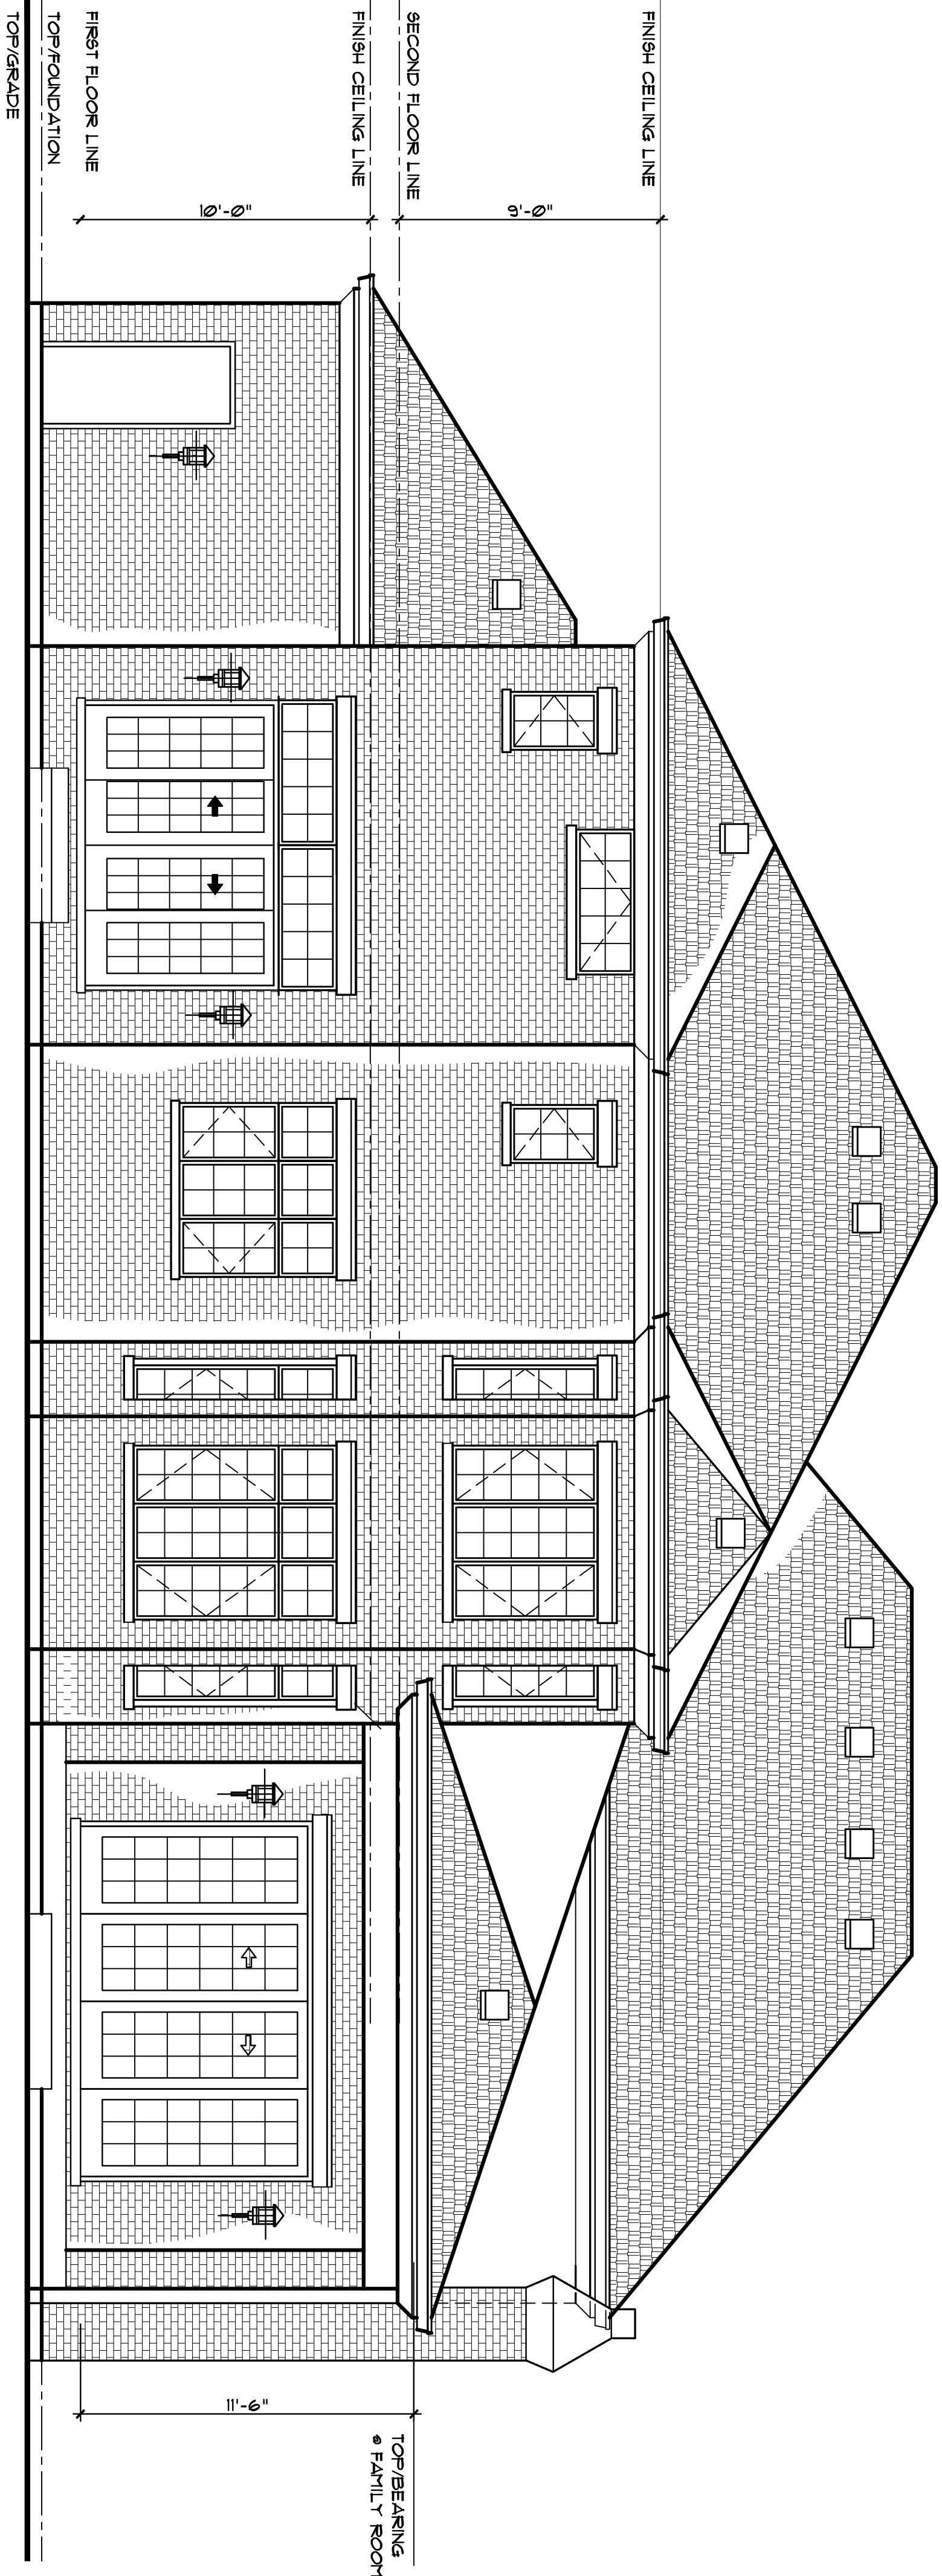 FINISH CEILING LINE
9'-0"
SECOND FLOOR LINE
FINISH CEILING LINE
10'-0"
FIRST FLOOR LINE
TOP/FOUNDATION
TOP/GRADE
TOP/BEARING
@ FAMILY ROOM
11'-6"